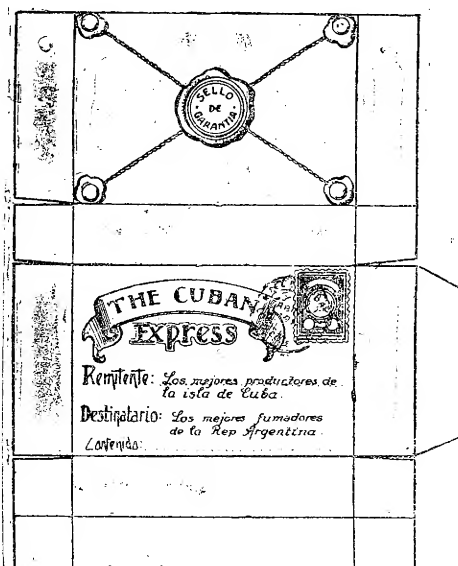 SELLO
DE
GARANTIA
THE CUBAN
Express
Remitente: Los mejores productores de
la isla de Cuba.
Destinatario: Los mejores fumadores
de la Rep Argentina.
Contenido: